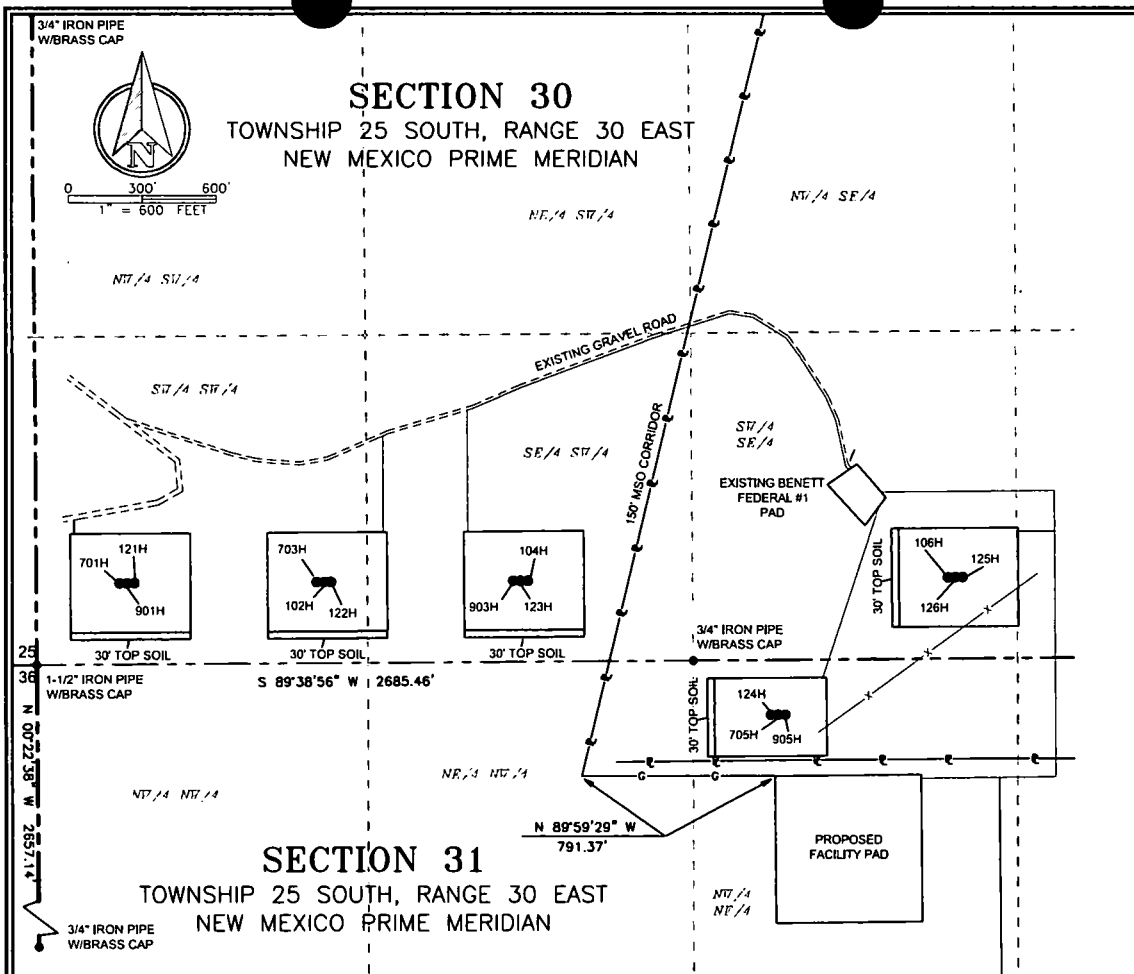 3/4" IRON PIPE
W/BRASS CAP
N
0 300' 600'
1" = 600 FEET
SECTION 30
TOWNSHIP 25 SOUTH, RANGE 30 EAST
NEW MEXICO PRIME MERIDIAN
NE/4 SW/4
NW/4 SE/4
NW/4 SW/4
EXISTING GRAVEL ROAD
SW/4 SW/4
SE/4 SW/4
150' MSO CORRIDOR
SW/4
SE/4
EXISTING BENETT
FEDERAL #1
PAD
701H
121H
901H
30' TOP SOIL
703H
102H
122H
30' TOP SOIL
104H
903H
123H
30' TOP SOIL
30' TOP SOIL
106H
125H
126H
X
X
X
3/4" IRON PIPE
W/BRASS CAP
25
36
1-1/2" IRON PIPE
W/BRASS CAP
S 89°38'56" W 2685.46'
N 00°22'38" W 2657.14'
30' TOP SOIL
124H
705H
905H
G
G
NW/4 NW/4
NE/4 NW/4
N 89°59'29" W
791.37'
PROPOSED
FACILITY PAD
NW/4
NE/4
SECTION 31
TOWNSHIP 25 SOUTH, RANGE 30 EAST
NEW MEXICO PRIME MERIDIAN
3/4" IRON PIPE
W/BRASS CAP